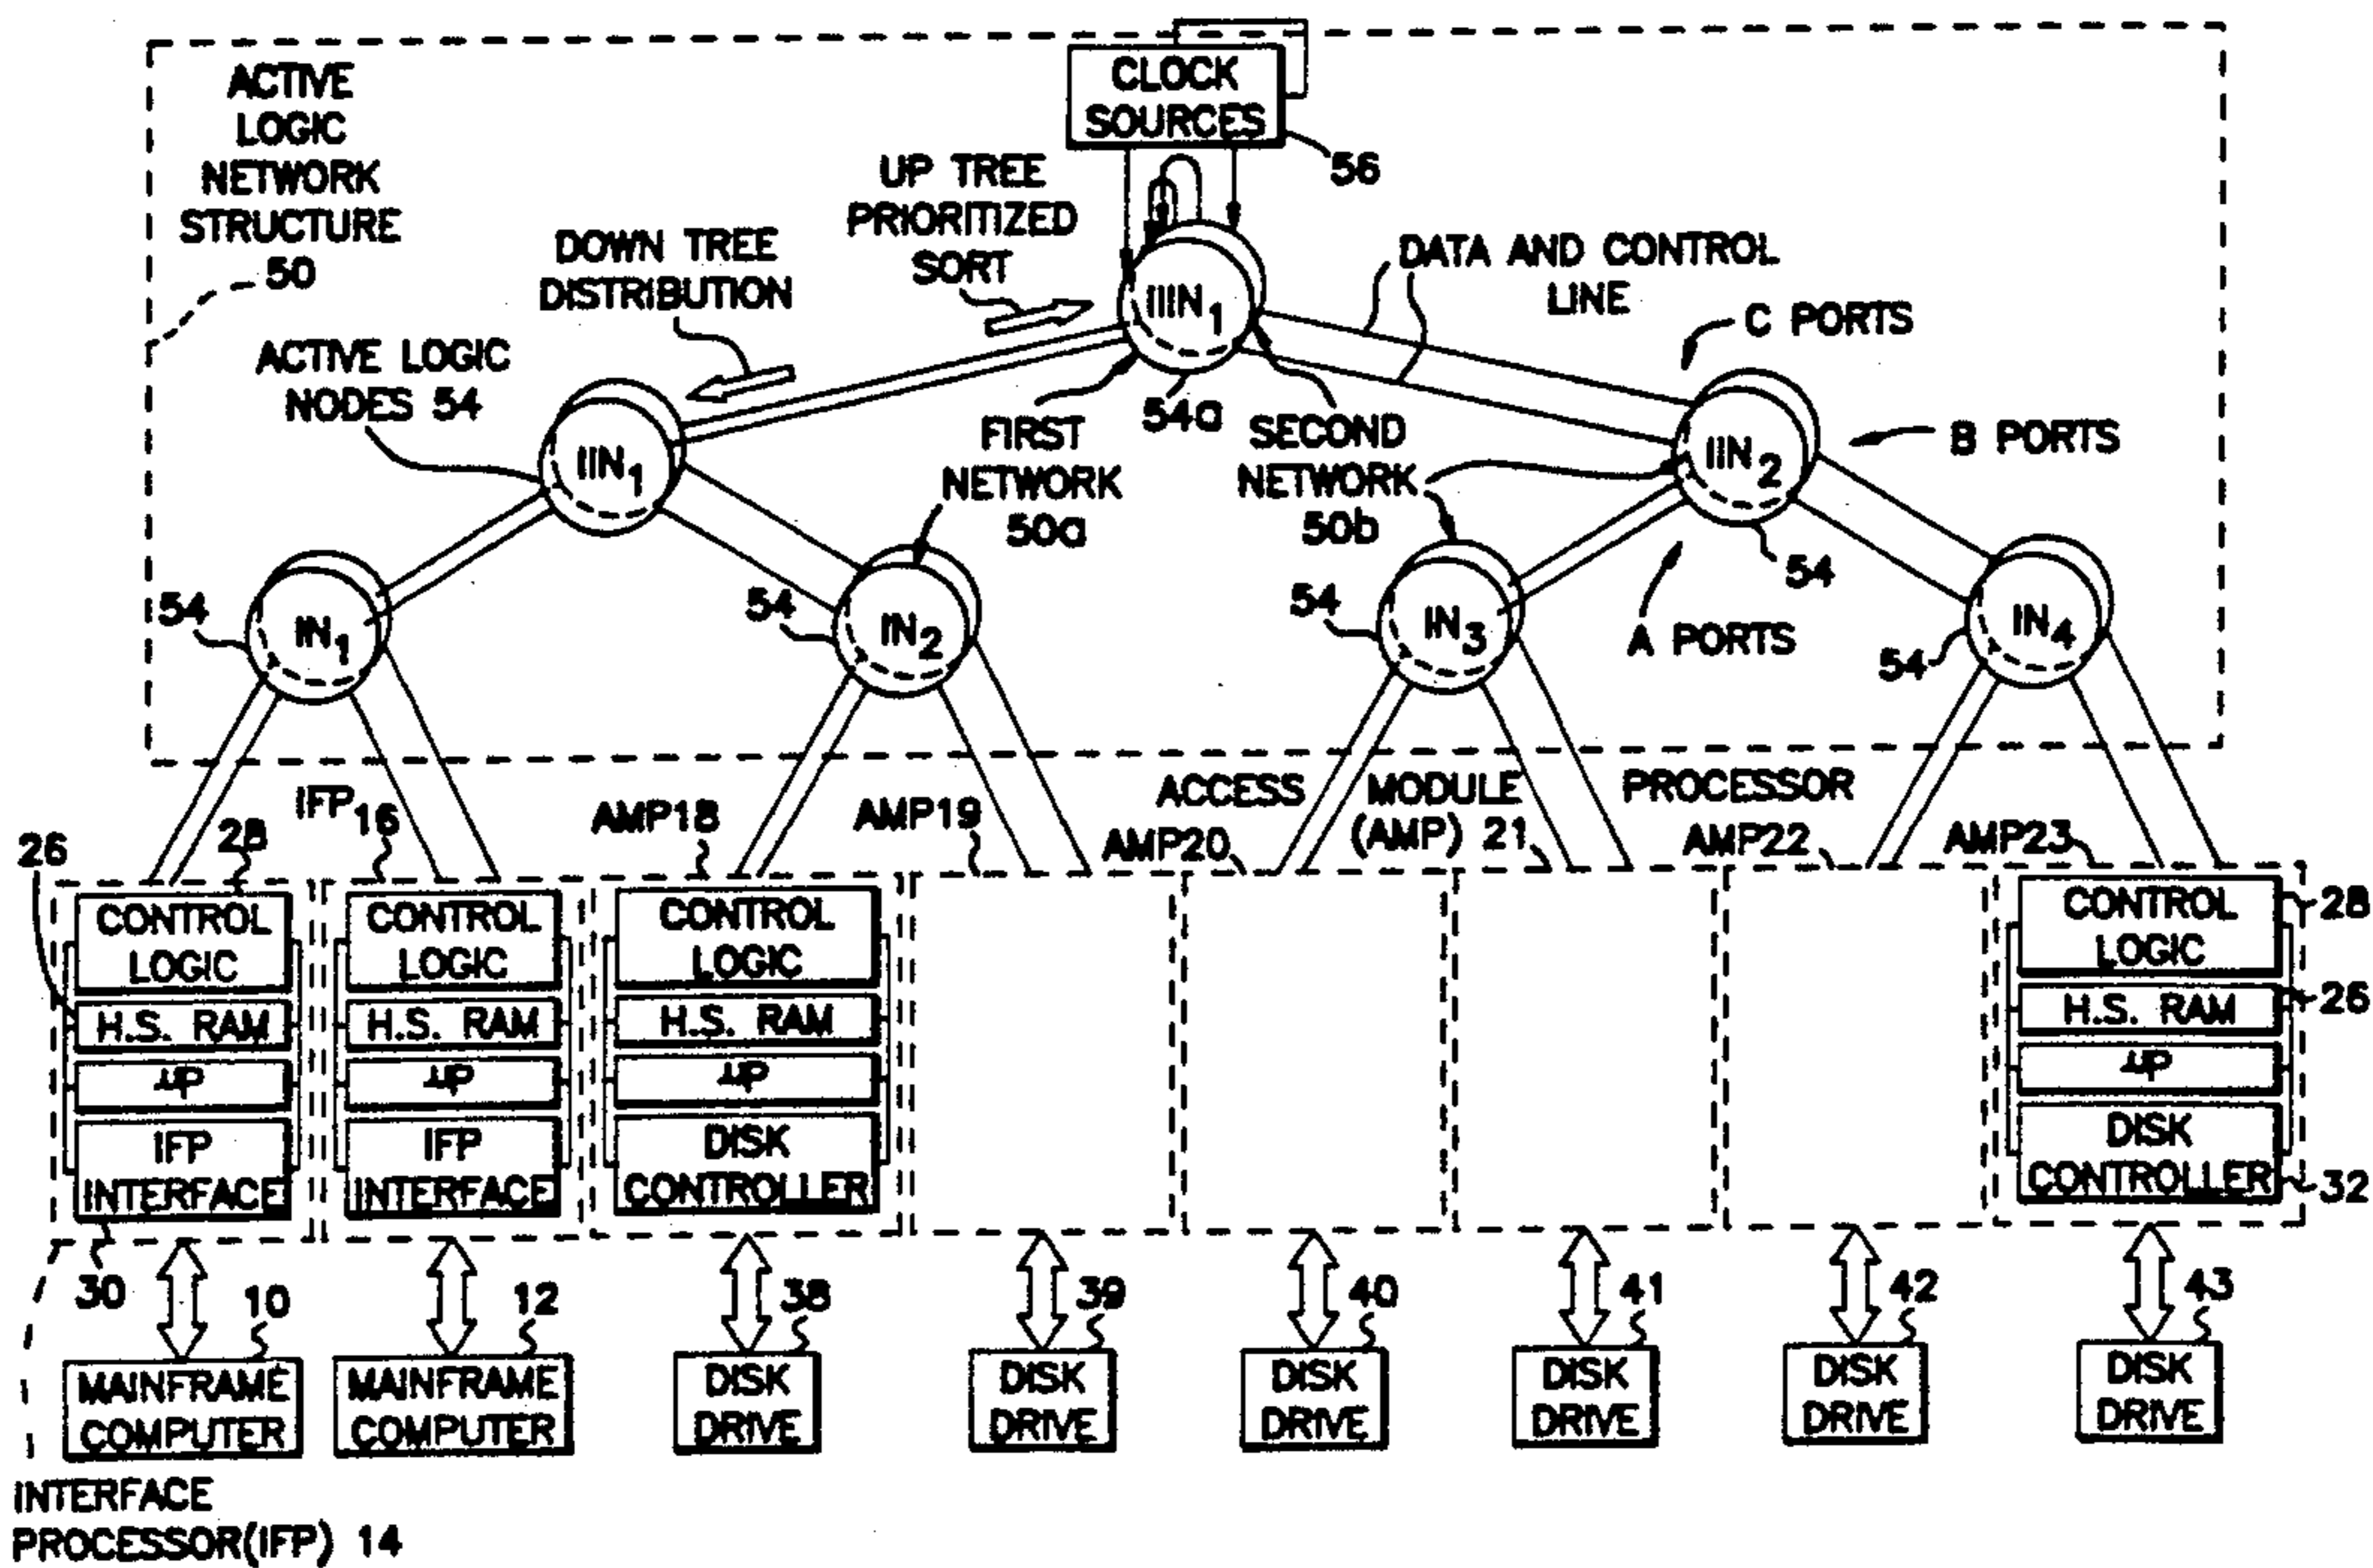 CLOCK
SOURCES
56
ACTIVE
LOGIC
NETWORK
STRUCTURE
50
UP TREE
PRIORITIZED
SORT
DOWN TREE
DISTRIBUTION
DATA AND CONTROL
LINE
C PORTS
B PORTS
A PORTS
ACTIVE LOGIC
NODES 54
IIIN1
54a
FIRST
NETWORK
50a
SECOND
NETWORK
50b
IIN1
IIN2
54
54
IN1
54
IN2
54
IN3
54
IN4
ACCESS MODULE PROCESSOR
(AMP) 21
26
28
IFP16
AMP18
AMP19
AMP20
AMP22
AMP23
CONTROL
LOGIC
H.S. RAM
μP
IFP
INTERFACE
30
CONTROL
LOGIC
H.S. RAM
μP
IFP
INTERFACE
CONTROL
LOGIC
H.S. RAM
μP
DISK
CONTROLLER
CONTROL
LOGIC
28
H.S. RAM
26
μP
DISK
CONTROLLER
32
10
12
38
39
40
41
42
43
MAINFRAME
COMPUTER
MAINFRAME
COMPUTER
DISK
DRIVE
DISK
DRIVE
DISK
DRIVE
DISK
DRIVE
DISK
DRIVE
DISK
DRIVE
INTERFACE
PROCESSOR(IFP) 14